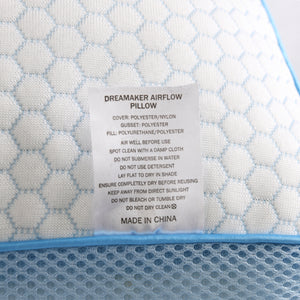 DREAMAKER AIRFLOW
PILLOW
COVER: POLYESTER/NYLON
GUSSET: POLYESTER
FILL: POLYURETHANE/POLYESTER
AIR WELL BEFORE USE
SPOT CLEAN WITH A DAMP CLOTH
DO NOT SUBMERSE IN WATER
DO NOT USE DETERGENT
LAY FLAT TO DRY IN SHADE
ENSURE COMPLETELY DRY BEFORE REUSING
KEEP AWAY FROM DIRECT SUNLIGHT
DO NOT BLEACH OR TUMBLE DRY
DO NOT DRY CLEAN
MADE IN CHINA